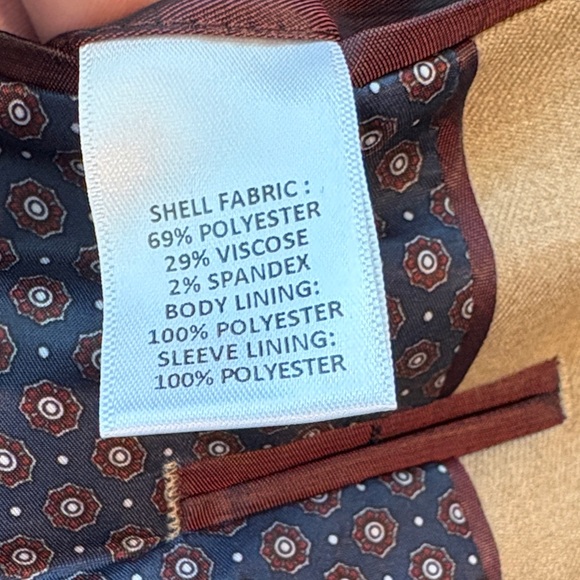 SHELL FABRIC :
69% POLYESTER
29% VISCOSE
2% SPANDEX
BODY LINING:
100% POLYESTER
SLEEVE LINING:
100% POLYESTER